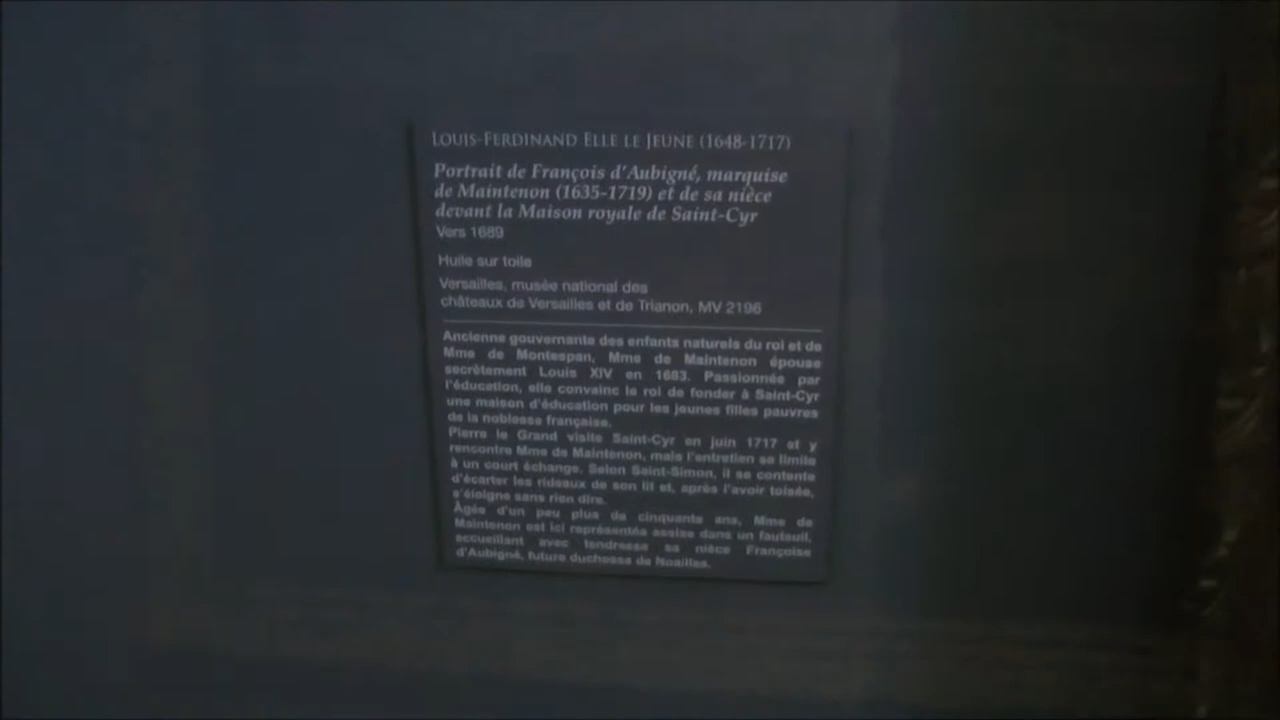 LOUIS-FERDINAND ELLE LE JEUNE (1648-1717)
Portrait de François d'Aubigné, marquise
de Maintenon (1635-1719) et de sa nièce
devant la Maison royale de Saint-Cyr
Vers 1689
Huile sur toile
Versailles, musée national des
châteaux de Versailles et de Trianon, MV 2196
Ancienne gouvernante des enfants naturels du roi et de
Mme de Montespan, Mme de Maintenon épouse
secrètement Louis XIV en 1683. Passionnée par
l'éducation, elle convainc le roi de fonder à Saint-Cyr
une maison d'éducation pour les jeunes filles pauvres
de la noblesse française.
Pierre le Grand visite Saint-Cyr en juin 1717 et y
rencontre Mme de Maintenon, mais l'entretien se limite
à un court échange. Selon Saint-Simon, il se contente
d'écarter les rideaux de son lit et, après l'avoir toisée,
s'éloigne sans rien dire.
Âgée d'un peu plus de cinquante ans, Mme de
Maintenon est ici représentée assise dans un fauteuil,
accueillant avec tendresse sa nièce Françoise
d'Aubigné, future duchesse de Noailles.